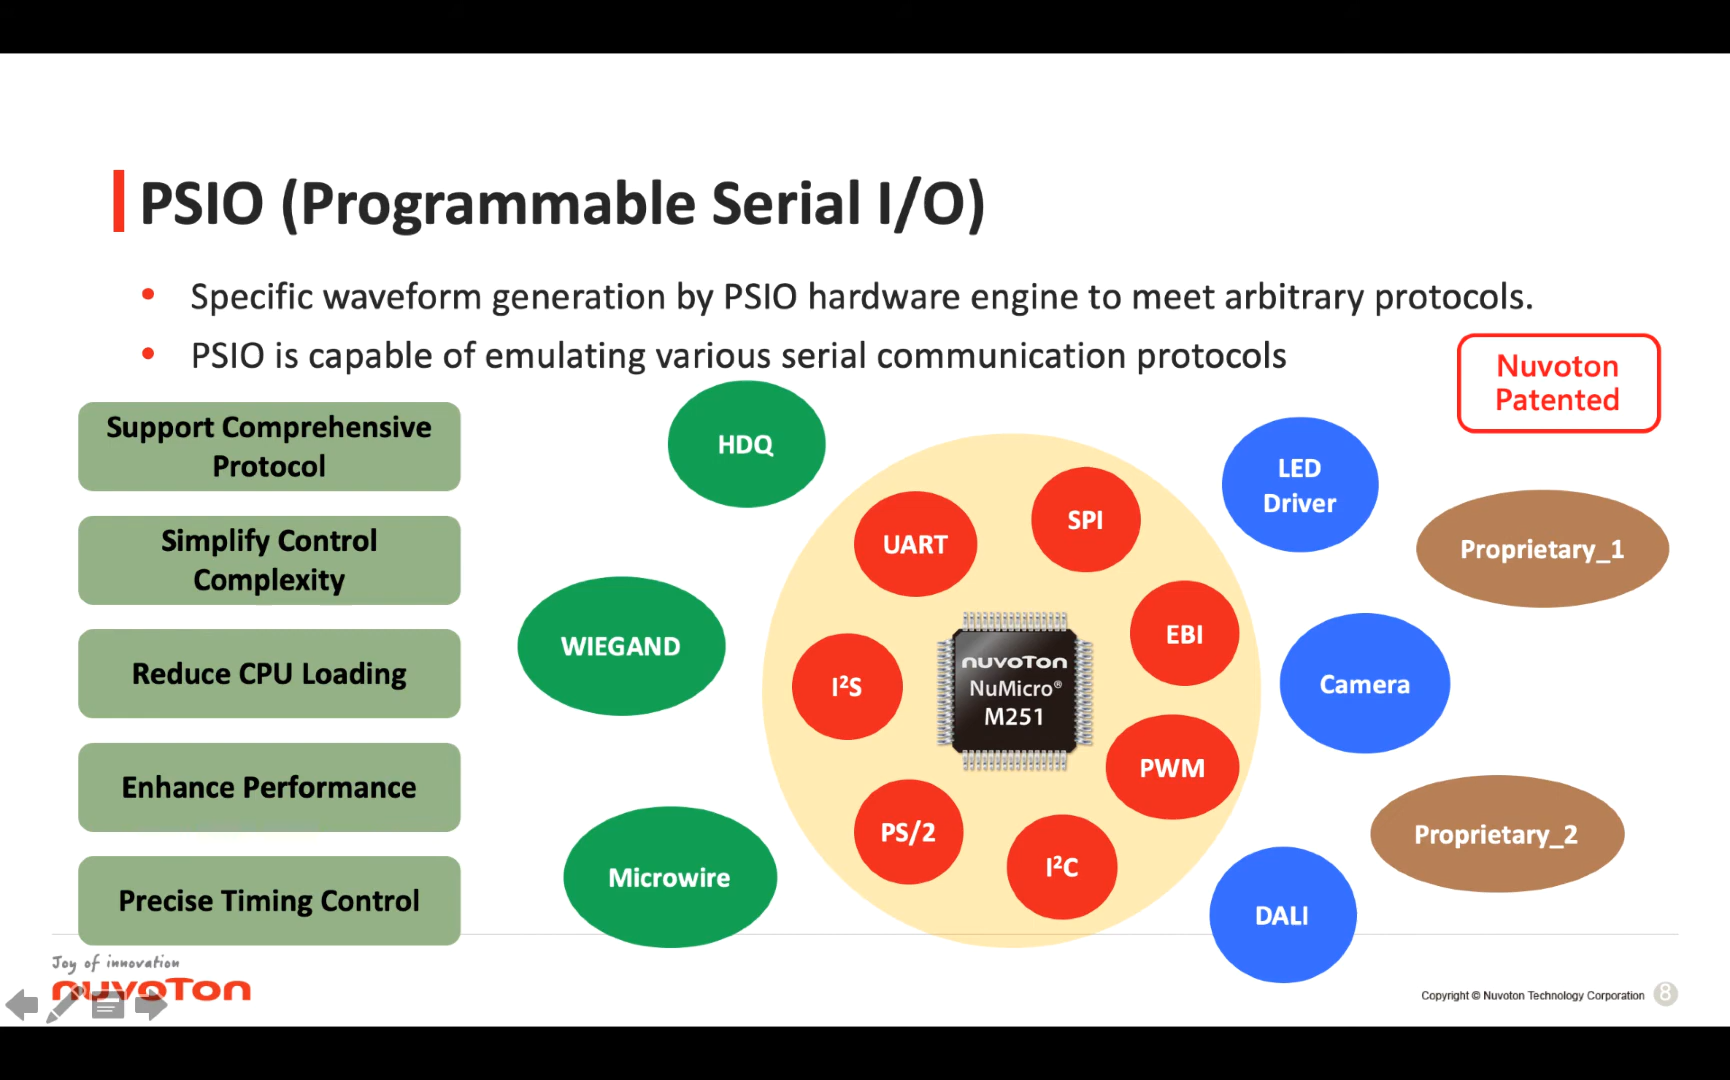 PSIO (Programmable Serial I/O)
• Specific waveform generation by PSIO hardware engine to meet arbitrary protocols.
• PSIO is capable of emulating various serial communication protocols
Nuvoton
Patented
Support Comprehensive
Protocol
Simplify Control
Complexity
Reduce CPU Loading
Enhance Performance
Precise Timing Control
HDQ
WIEGAND
Microwire
UART
SPI
I²S
EBI
PWM
PS/2
I²C
nuvoTon
NuMicro®
M251
LED
Driver
Camera
DALI
Proprietary_1
Proprietary_2
Joy of innovation
nuvoTon
Copyright © Nuvoton Technology Corporation
8